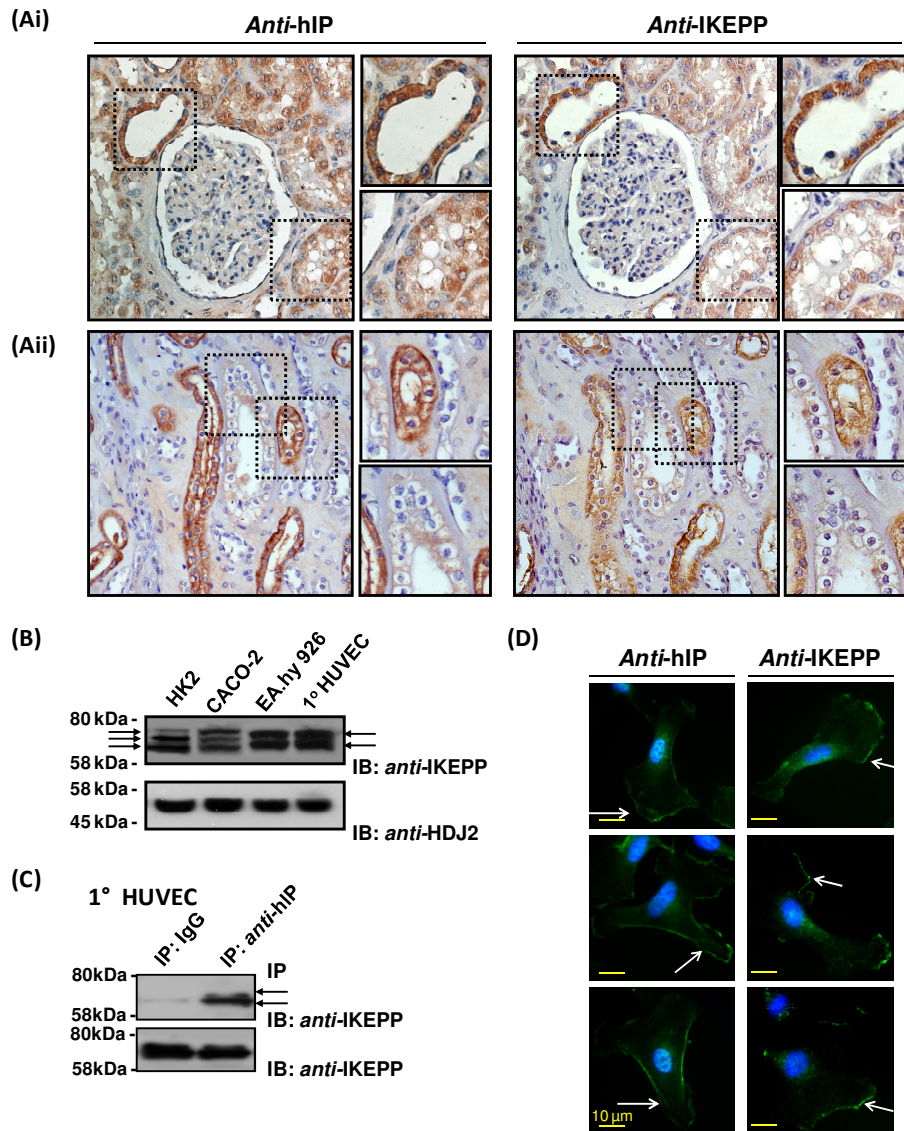 (Ai)
Anti-hIP
Anti-IKEPP
(Aii)
(B)
HK2
CACO-2
EA.hy 926
1° HUVEC
80 kDa -
58 kDa -
IB: anti-IKEPP
58 kDa -
45 kDa -
IB: anti-HDJ2
(C)
1° HUVEC
IP: IgG
IP: anti-hIP
80kDa -
IP
58kDa -
IB: anti-IKEPP
80kDa -
58kDa -
IB: anti-IKEPP
(D)
Anti-hIP
Anti-IKEPP
10 µm